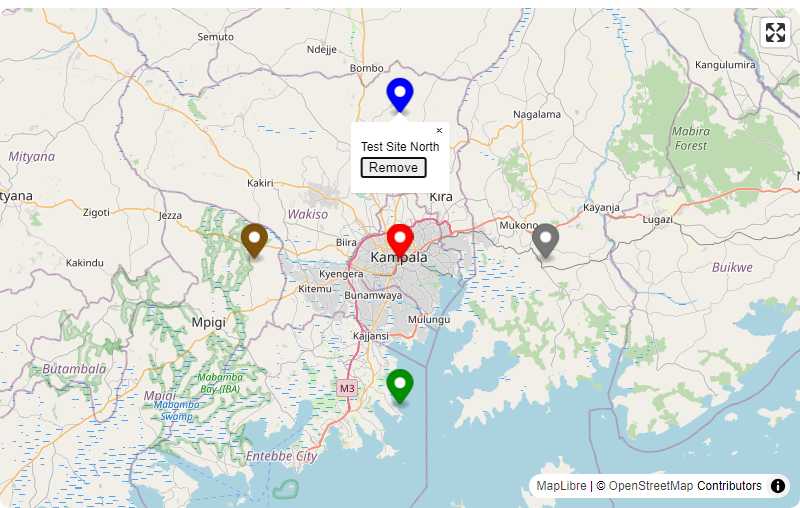 Semuto
Ndejje
Bombo
Kangulumira
Nagalama
Mabira
Forest
×
Test Site North
Remove
Mityana
tyana
Zigoti
Jezza
Kakiri
Wakiso
Kira
Kayanja
Lugazi
Mukono
Biira
Kampala
Kakindu
Kyengera
Kitemu
Bunamwaya
Buikwe
Mpigi
Mulungu
Kajjansi
Butambala
Mabamba
Bay (IBA)
M3
Mpigi
Mabamba
Swamp
Entebbe City
MapLibre | © OpenStreetMap Contributors